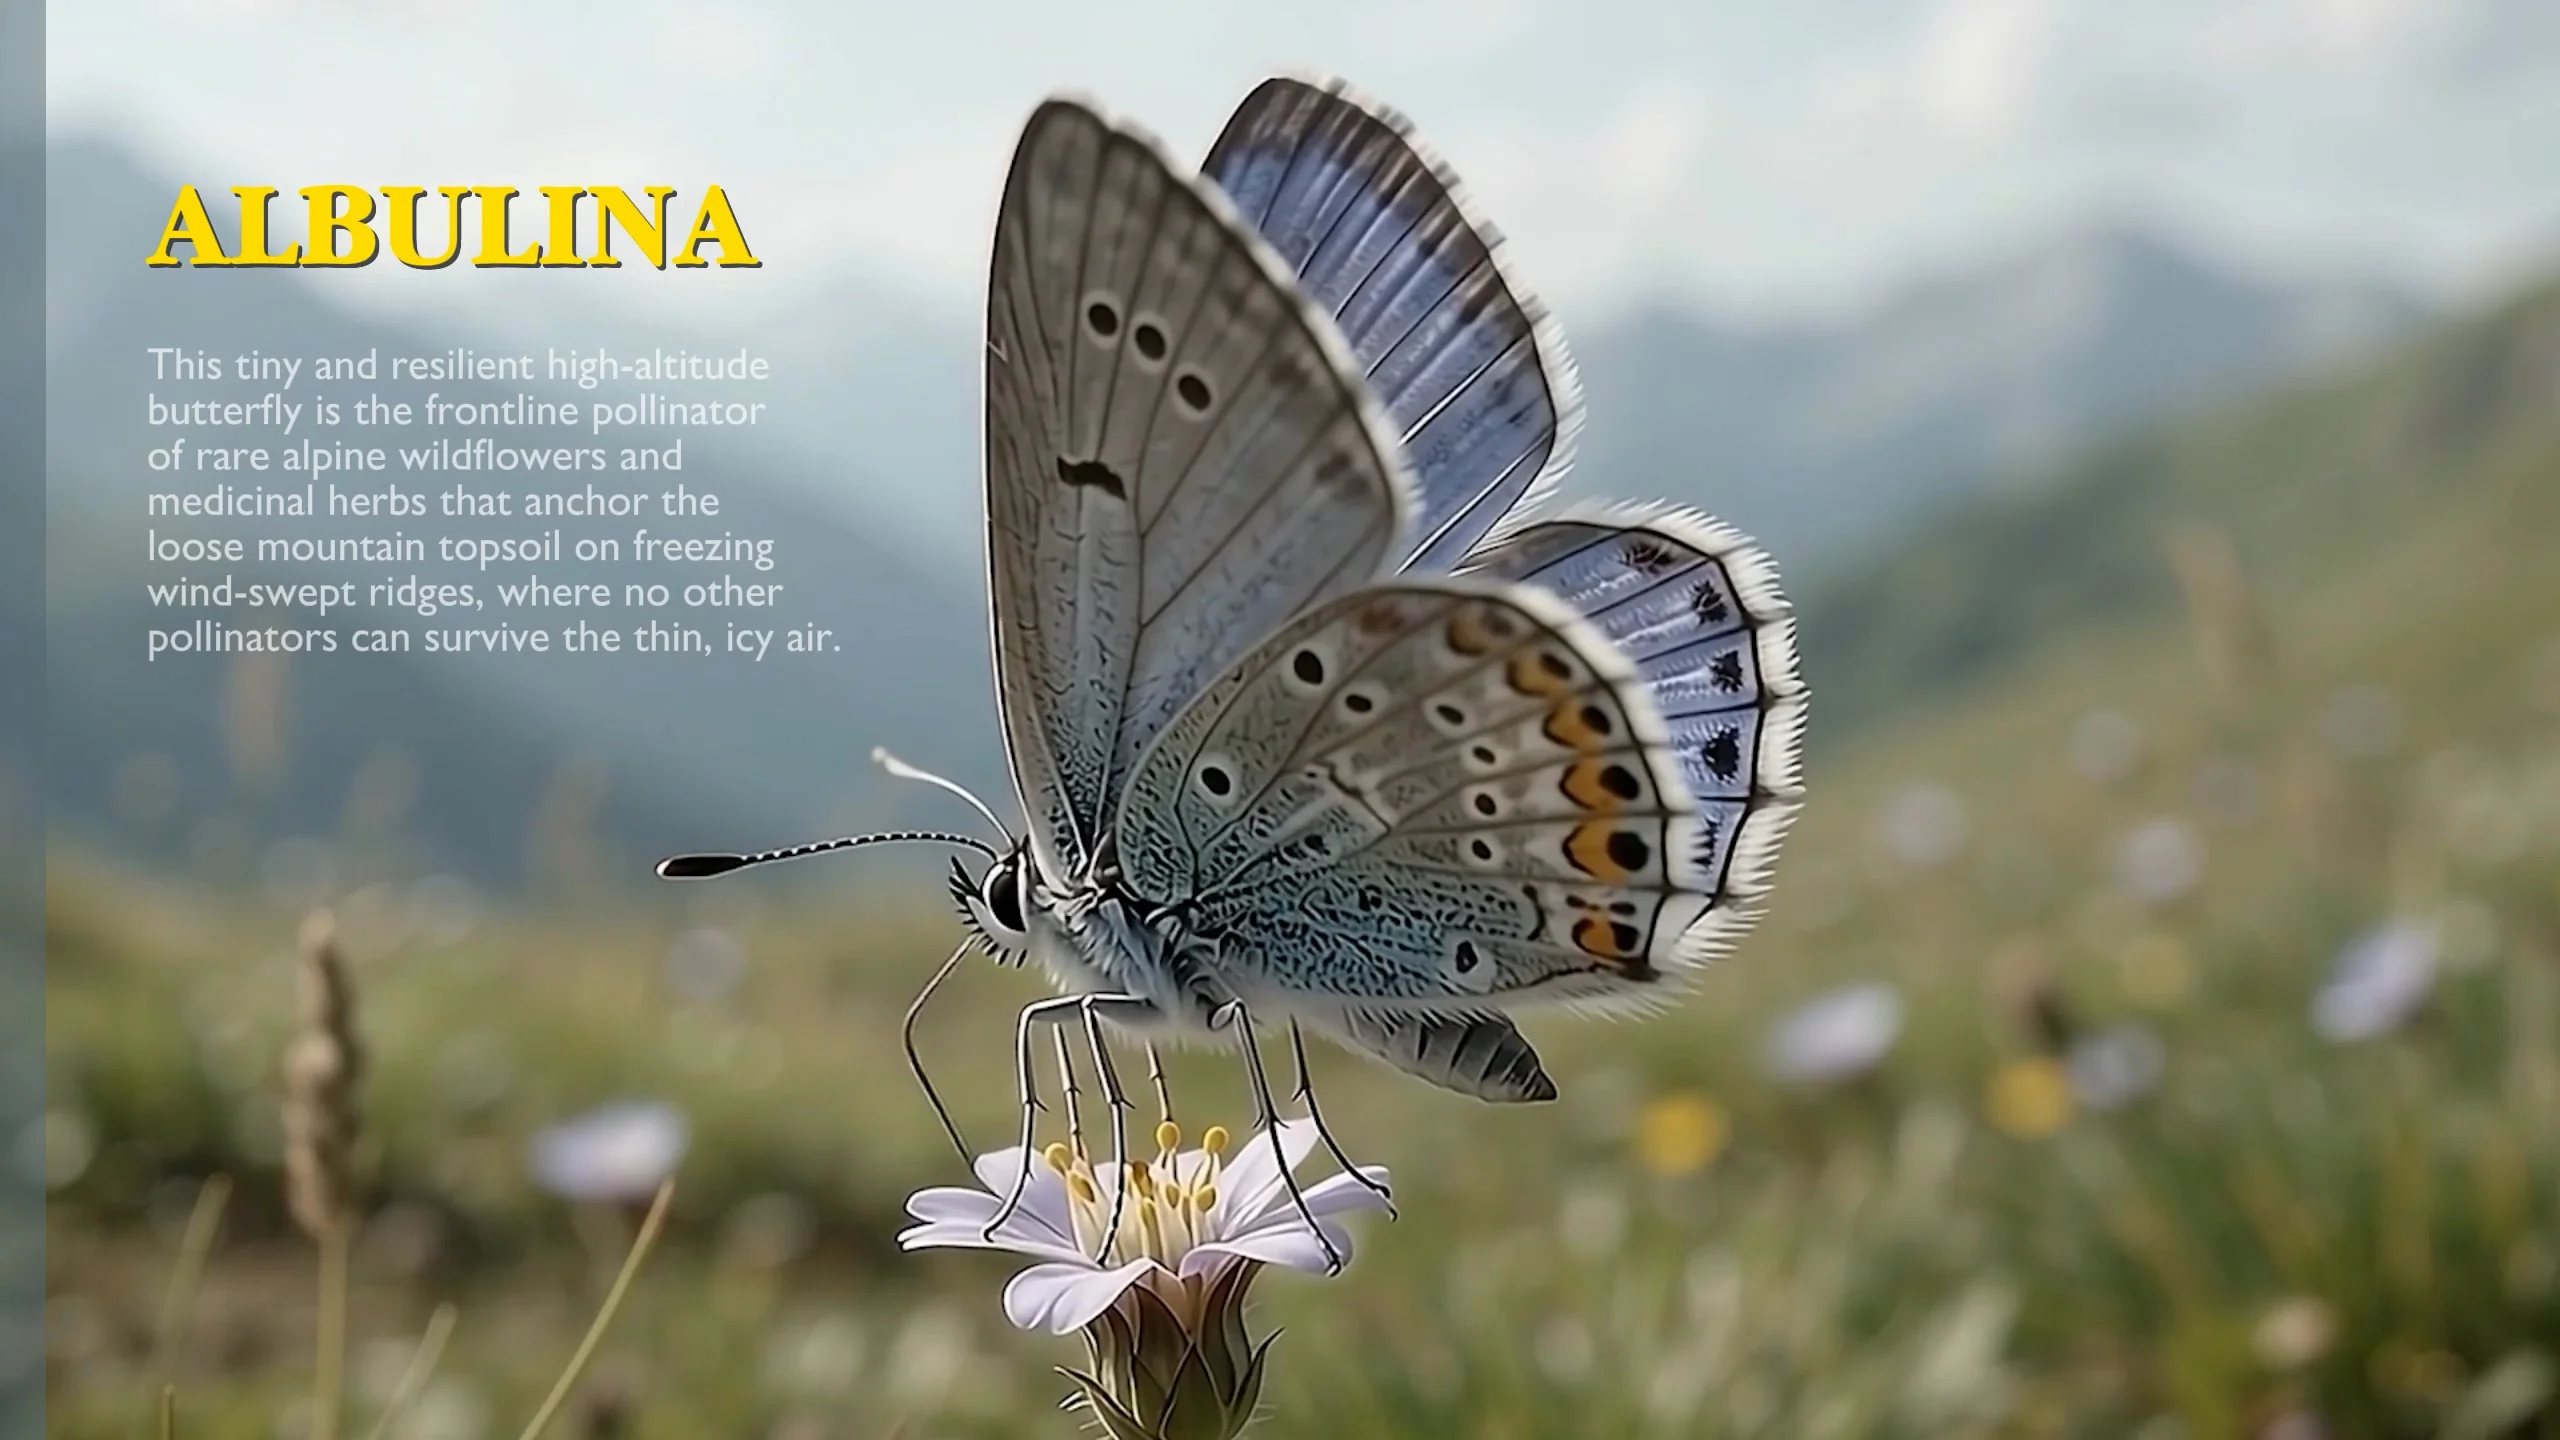 ALBULINA
This tiny and resilient high-altitude
butterfly is the frontline pollinator
of rare alpine wildflowers and
medicinal herbs that anchor the
loose mountain topsoil on freezing
wind-swept ridges, where no other
pollinators can survive the thin, icy air.